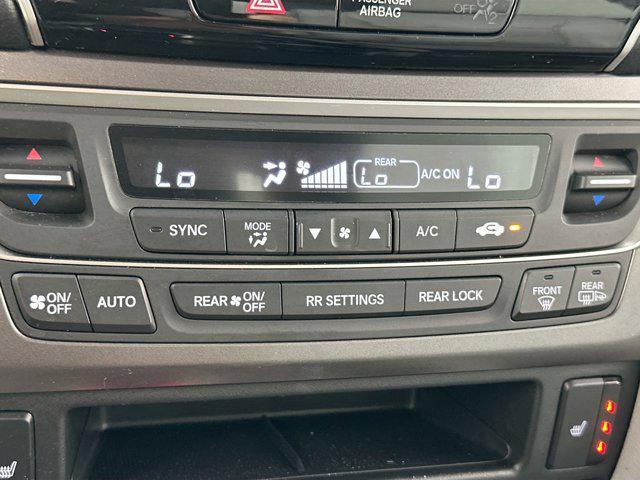 PASSENGER
AIRBAG
OFF 2
REAR
Lo Lo A/C ON Lo
SYNC MODE A/C
ON/OFF AUTO REAR ON/OFF RR SETTINGS REAR LOCK FRONT REAR